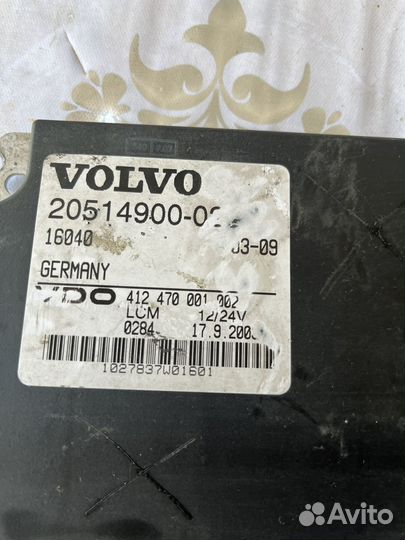 VOLVO
20514900-0
16040 03-09
GERMANY
VDO 412 470 001 002
LCM 12/24V
0284 17.9.200
1027837W01601
Avito